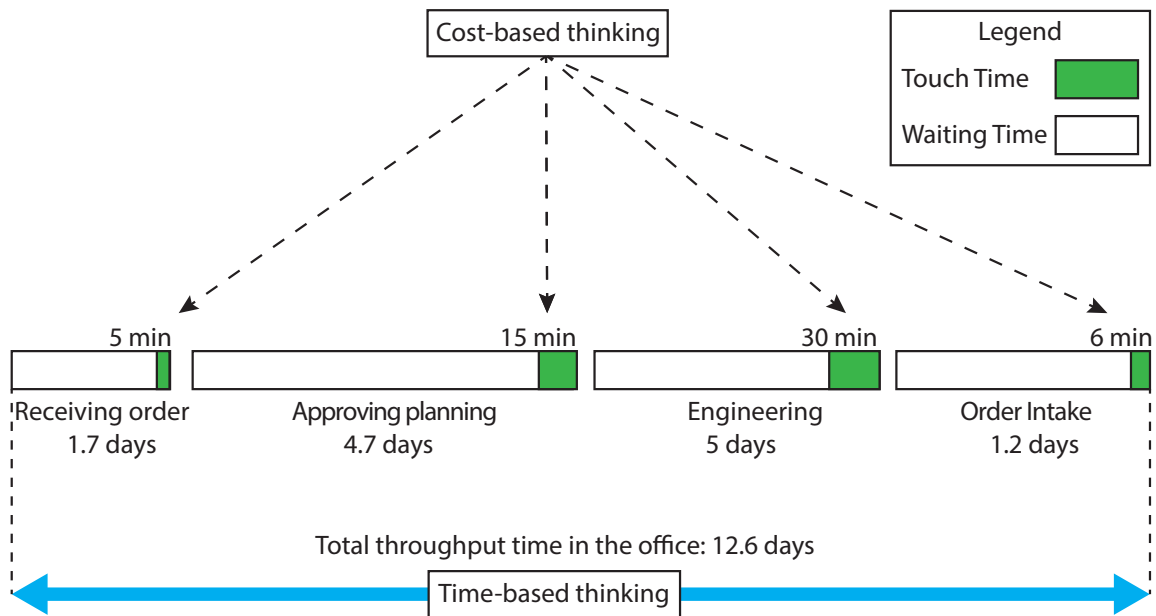 Cost-based thinking
Legend
Touch Time
Waiting Time
5 min
15 min
30 min
6 min
Receiving order
1.7 days
Approving planning
4.7 days
Engineering
5 days
Order Intake
1.2 days
Total throughput time in the office: 12.6 days
Time-based thinking